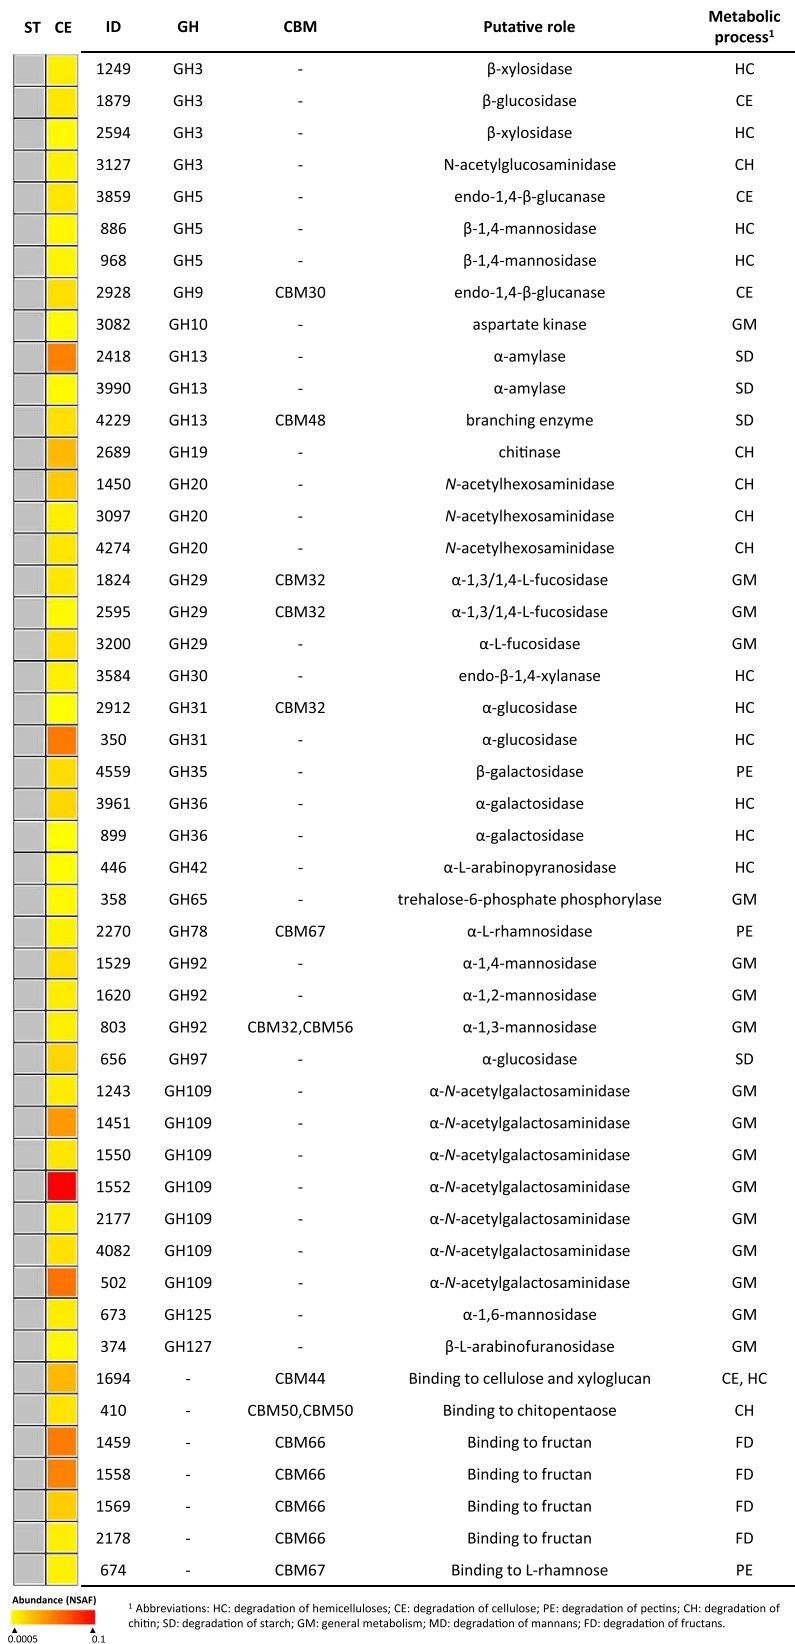 ST CE ID GH CBM Putative role Metabolic process¹
1249 GH3 - β-xylosidase HC
1879 GH3 - β-glucosidase CE
2594 GH3 - β-xylosidase HC
3127 GH3 - N-acetylglucosaminidase CH
3859 GH5 - endo-1,4-β-glucanase CE
886 GH5 - β-1,4-mannosidase HC
968 GH5 - β-1,4-mannosidase HC
2928 GH9 CBM30 endo-1,4-β-glucanase CE
3082 GH10 - aspartate kinase GM
2418 GH13 - α-amylase SD
3990 GH13 - α-amylase SD
4229 GH13 CBM48 branching enzyme SD
2689 GH19 - chitinase CH
1450 GH20 - N-acetylhexosaminidase CH
3097 GH20 - N-acetylhexosaminidase CH
4274 GH20 - N-acetylhexosaminidase CH
1824 GH29 CBM32 α-1,3/1,4-L-fucosidase GM
2595 GH29 CBM32 α-1,3/1,4-L-fucosidase GM
3200 GH29 - α-L-fucosidase GM
3584 GH30 - endo-β-1,4-xylanase HC
2912 GH31 CBM32 α-glucosidase HC
350 GH31 - α-glucosidase HC
4559 GH35 - β-galactosidase PE
3961 GH36 - α-galactosidase HC
899 GH36 - α-galactosidase HC
446 GH42 - α-L-arabinopyranosidase HC
358 GH65 - trehalose-6-phosphate phosphorylase GM
2270 GH78 CBM67 α-L-rhamnosidase PE
1529 GH92 - α-1,4-mannosidase GM
1620 GH92 - α-1,2-mannosidase GM
803 GH92 CBM32,CBM56 α-1,3-mannosidase GM
656 GH97 - α-glucosidase SD
1243 GH109 - α-N-acetylgalactosaminidase GM
1451 GH109 - α-N-acetylgalactosaminidase GM
1550 GH109 - α-N-acetylgalactosaminidase GM
1552 GH109 - α-N-acetylgalactosaminidase GM
2177 GH109 - α-N-acetylgalactosaminidase GM
4082 GH109 - α-N-acetylgalactosaminidase GM
502 GH109 - α-N-acetylgalactosaminidase GM
673 GH125 - α-1,6-mannosidase GM
374 GH127 - β-L-arabinofuranosidase GM
1694 - CBM44 Binding to cellulose and xyloglucan CE, HC
410 - CBM50,CBM50 Binding to chitopentaose CH
1459 - CBM66 Binding to fructan FD
1558 - CBM66 Binding to fructan FD
1569 - CBM66 Binding to fructan FD
2178 - CBM66 Binding to fructan FD
674 - CBM67 Binding to L-rhamnose PE
Abundance (NSAF)
0.0005 0.1
¹ Abbreviations: HC: degradation of hemicelluloses; CE: degradation of cellulose; PE: degradation of pectins; CH: degradation of
chitin; SD: degradation of starch; GM: general metabolism; MD: degradation of mannans; FD: degradation of fructans.